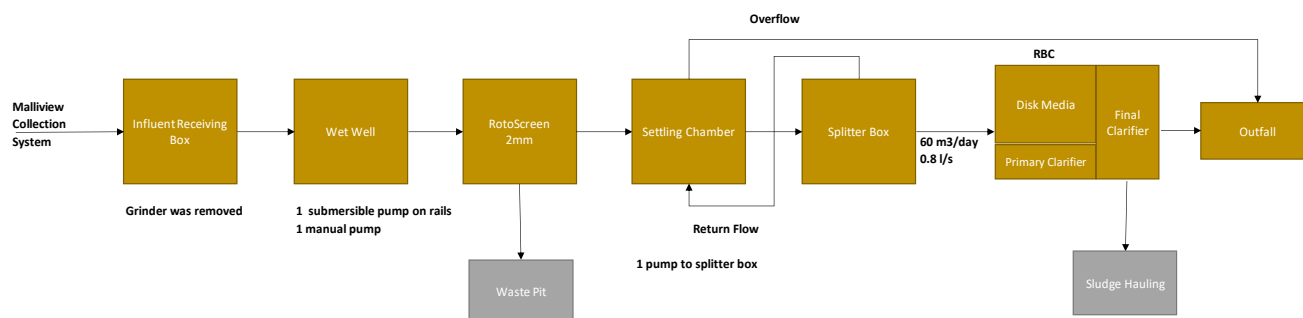 Overflow
RBC
Malliview
Collection
System
Influent Receiving
Box
Wet Well
RotoScreen
2mm
Settling Chamber
Splitter Box
60 m3/day
0.8 l/s
Disk Media
Primary Clarifier
Final
Clarifier
Outfall
Grinder was removed
1  submersible pump on rails
1 manual pump
Return Flow
1 pump to splitter box
Waste Pit
Sludge Hauling